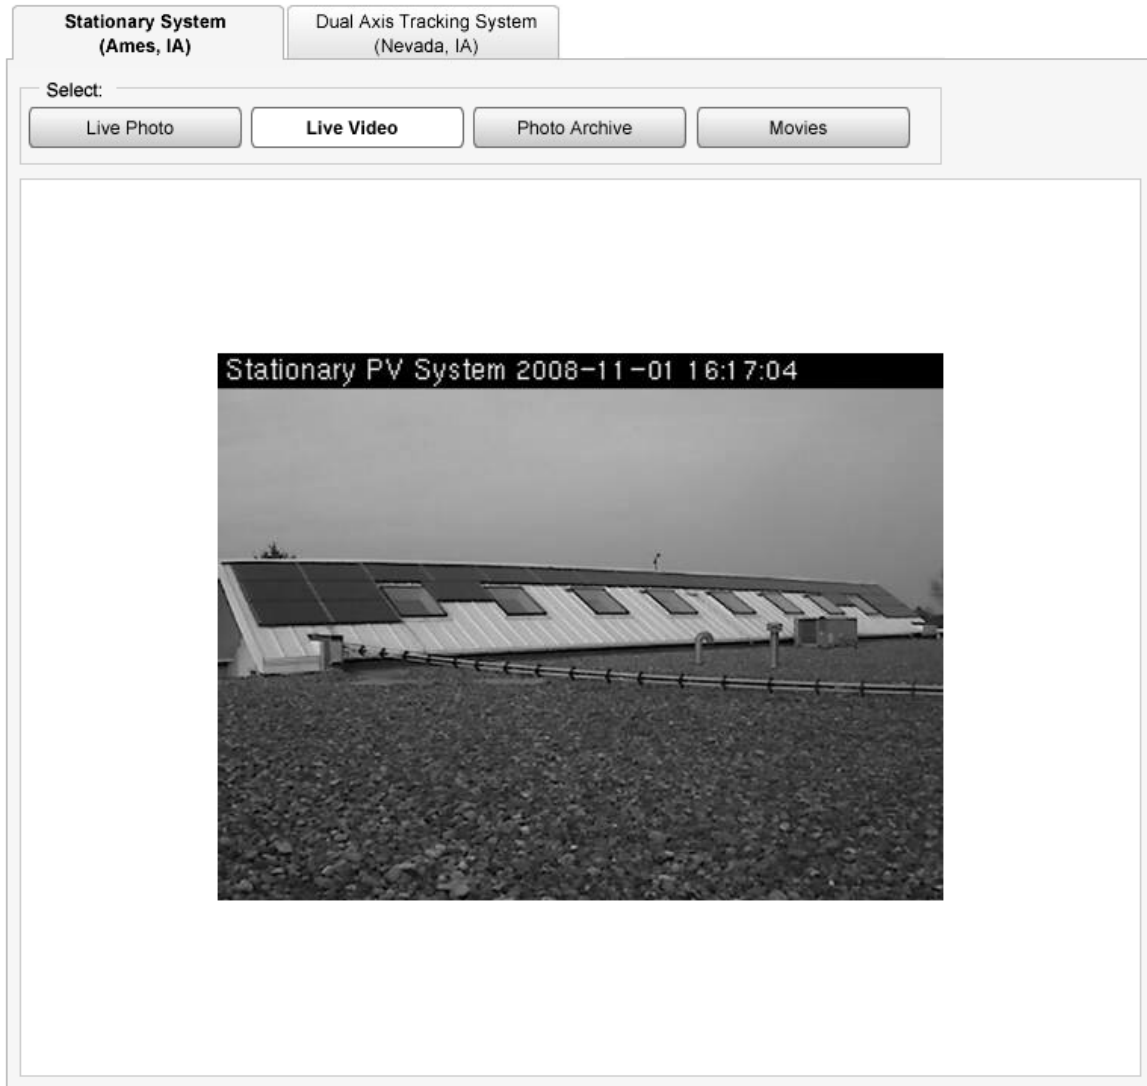 Stationary System
(Ames, IA)
Dual Axis Tracking System
(Nevada, IA)
Select:
Live Photo
Live Video
Photo Archive
Movies
Stationary PV System 2008-11-01 16:17:04